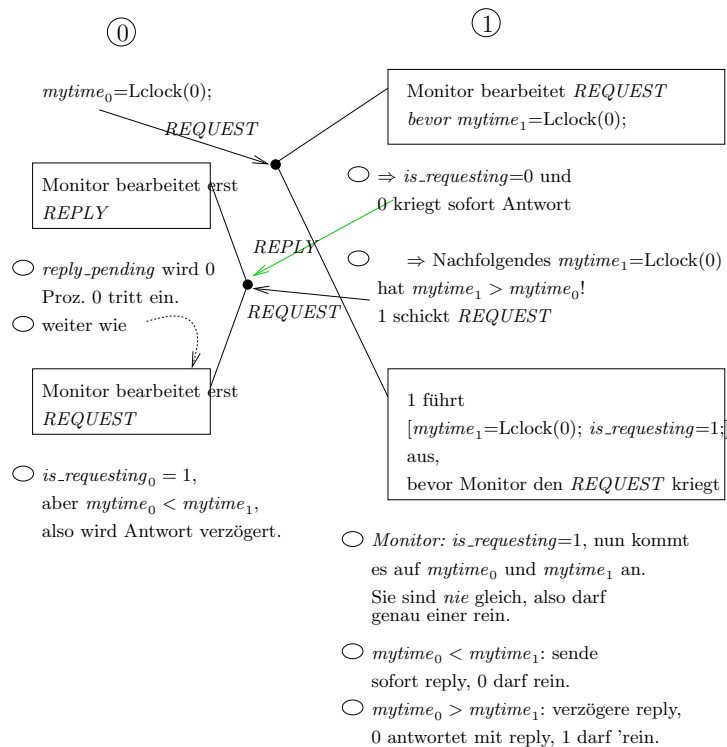 0
1
mytime₀=Lclock(0);
REQUEST
Monitor bearbeitet REQUEST
bevor mytime₁=Lclock(0);
Monitor bearbeitet erst
REPLY
⇒ is_requesting=0 und
0 kriegt sofort Antwort
REPLY
reply_pending wird 0
Proz. 0 tritt ein.
weiter wie
⇒ Nachfolgendes mytime₁=Lclock(0)
hat mytime₁ > mytime₀!
1 schickt REQUEST
REQUEST
Monitor bearbeitet erst
REQUEST
1 führt
[mytime₁=Lclock(0); is_requesting=1;]
aus,
bevor Monitor den REQUEST kriegt
is_requesting₀ = 1,
aber mytime₀ < mytime₁,
also wird Antwort verzögert.
Monitor: is_requesting=1, nun kommt
es auf mytime₀ und mytime₁ an.
Sie sind nie gleich, also darf
genau einer rein.
mytime₀ < mytime₁: sende
sofort reply, 0 darf rein.
mytime₀ > mytime₁: verzögere reply,
0 antwortet mit reply, 1 darf 'rein.